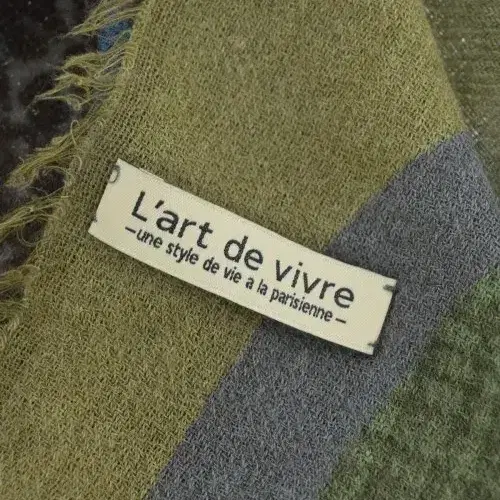 L'art de vivre
—une style de vie a la parisienne—